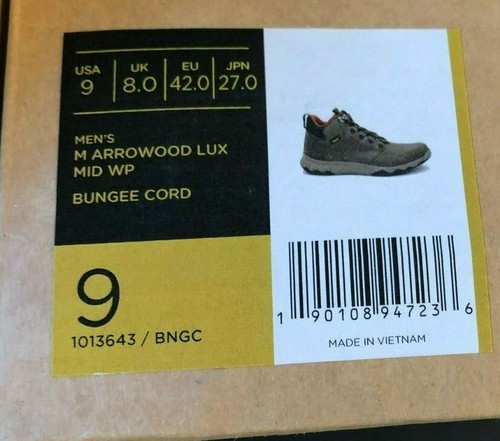 USA UK EU JPN
9 8.0 42.0 27.0
MEN'S
M ARROWOOD LUX
MID WP
BUNGEE CORD
9
1013643 / BNGC
1 90108 94723 6
MADE IN VIETNAM